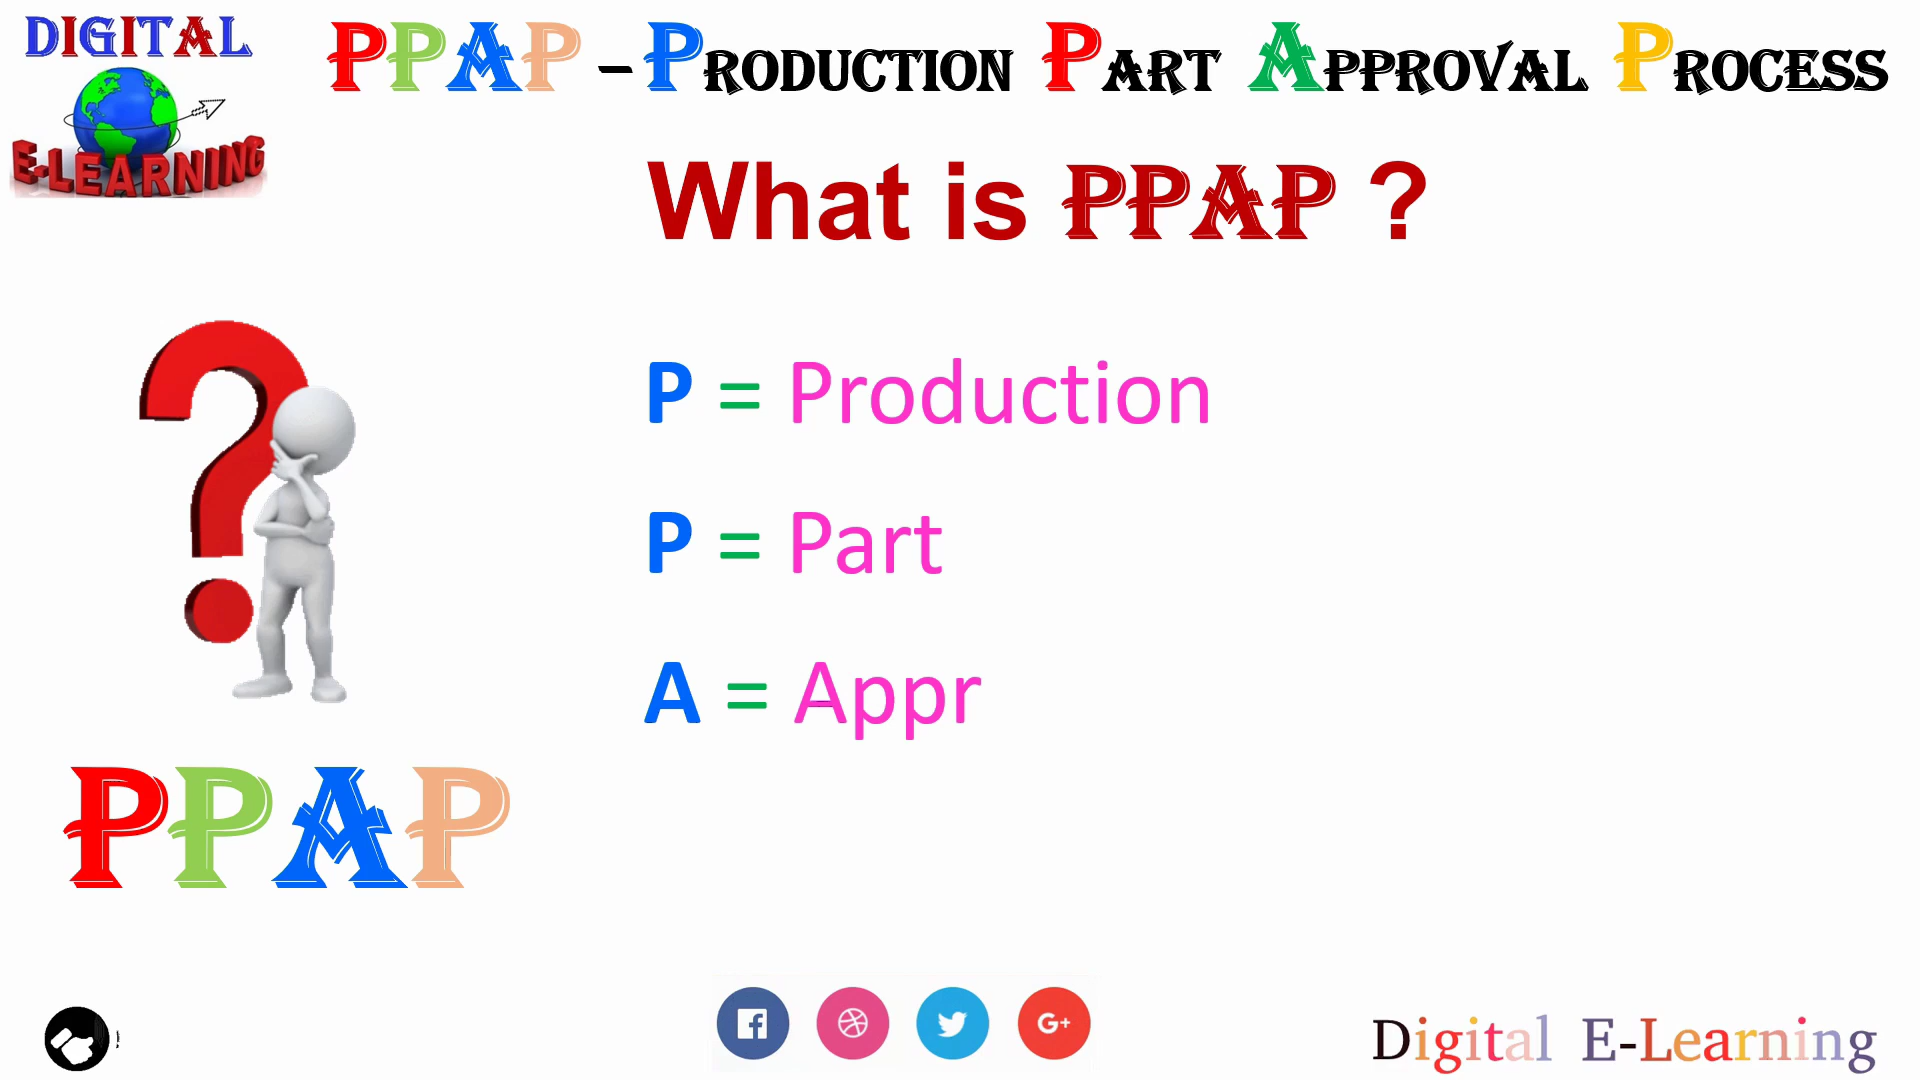 DIGITAL
E-LEARNING
PPAP – PRODUCTION PART APPROVAL PROCESS
What is PPAP ?
P = Production
P = Part
A = Appr
PPAP
G+
Digital E-Learning